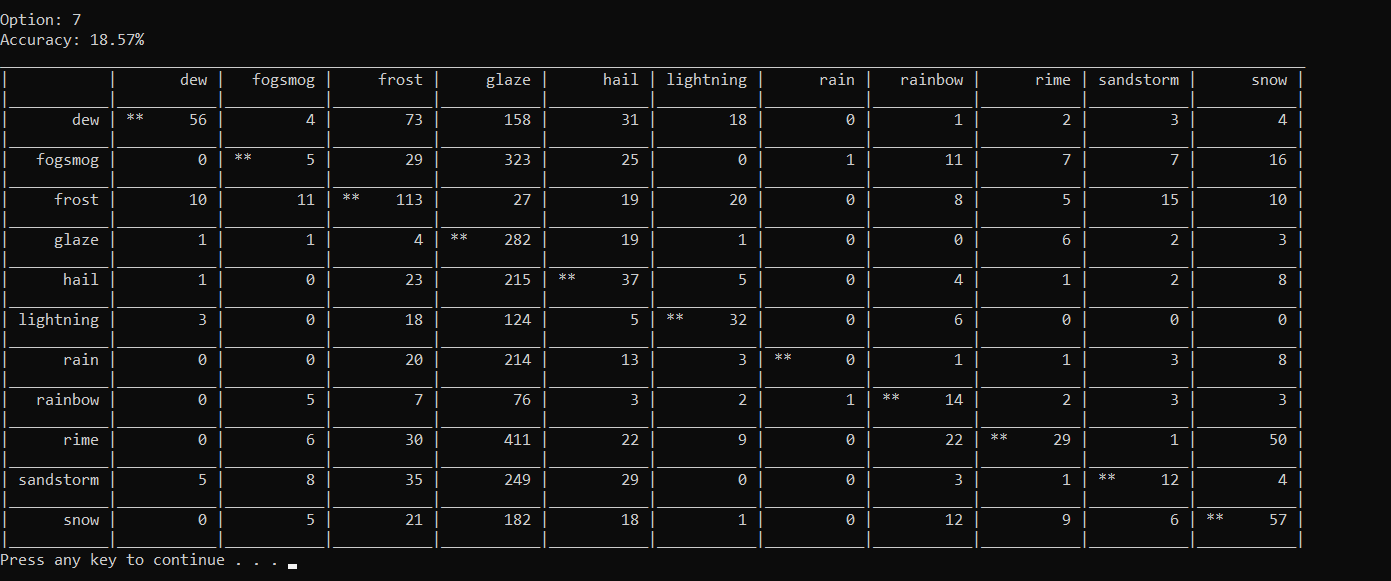 Option: 7
Accuracy: 18.57%
| | dew | fogsmog | frost | glaze | hail | lightning | rain | rainbow | rime | sandstorm | snow |
| dew | ** 56 | 4 | 73 | 158 | 31 | 18 | 0 | 1 | 2 | 3 | 4 |
| fogsmog | 0 | ** 5 | 29 | 323 | 25 | 0 | 1 | 11 | 7 | 7 | 16 |
| frost | 10 | 11 | ** 113 | 27 | 19 | 20 | 0 | 8 | 5 | 15 | 10 |
| glaze | 1 | 1 | 4 | ** 282 | 19 | 1 | 0 | 0 | 6 | 2 | 3 |
| hail | 1 | 0 | 23 | 215 | ** 37 | 5 | 0 | 4 | 1 | 2 | 8 |
| lightning | 3 | 0 | 18 | 124 | 5 | ** 32 | 0 | 6 | 0 | 0 | 0 |
| rain | 0 | 0 | 20 | 214 | 13 | 3 | ** 0 | 1 | 1 | 3 | 8 |
| rainbow | 0 | 5 | 7 | 76 | 3 | 2 | 1 | ** 14 | 2 | 3 | 3 |
| rime | 0 | 6 | 30 | 411 | 22 | 9 | 0 | 22 | ** 29 | 1 | 50 |
| sandstorm | 5 | 8 | 35 | 249 | 29 | 0 | 0 | 3 | 1 | ** 12 | 4 |
| snow | 0 | 5 | 21 | 182 | 18 | 1 | 0 | 12 | 9 | 6 | ** 57 |
Press any key to continue . . .